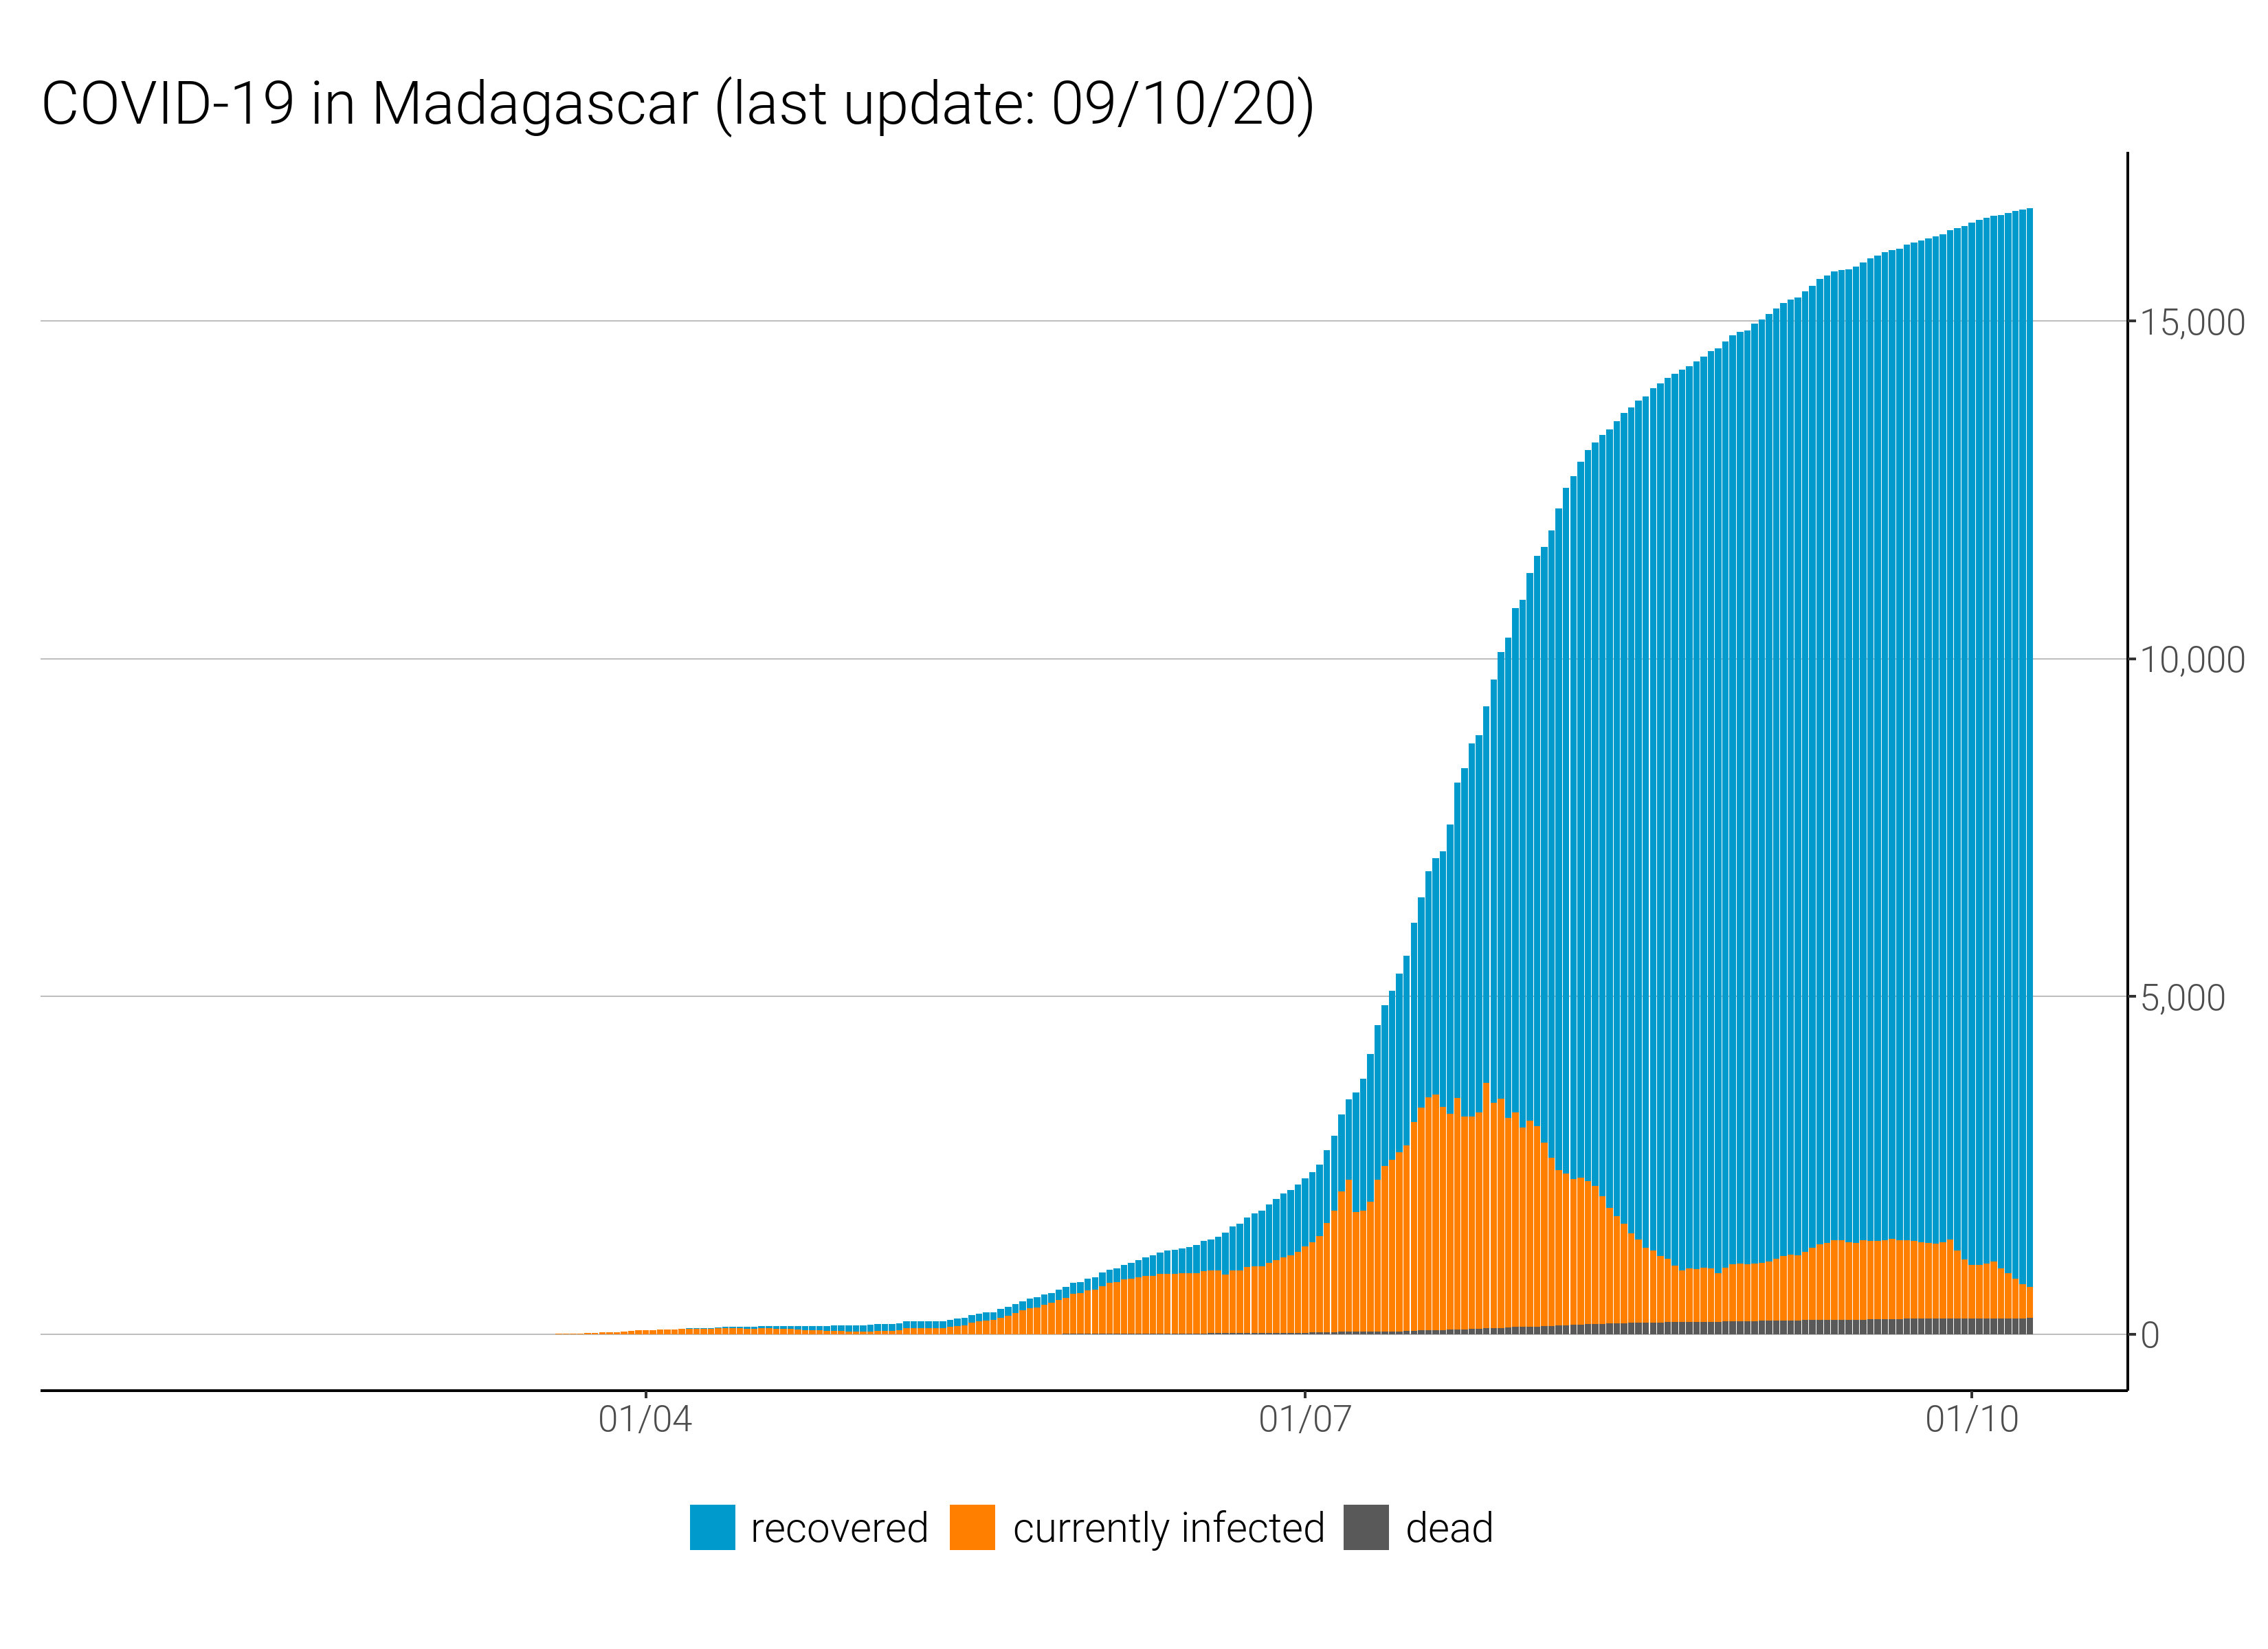 COVID-19 in Madagascar (last update: 09/10/20)
15,000
10,000
5,000
0
01/04 01/07 01/10
recovered currently infected dead